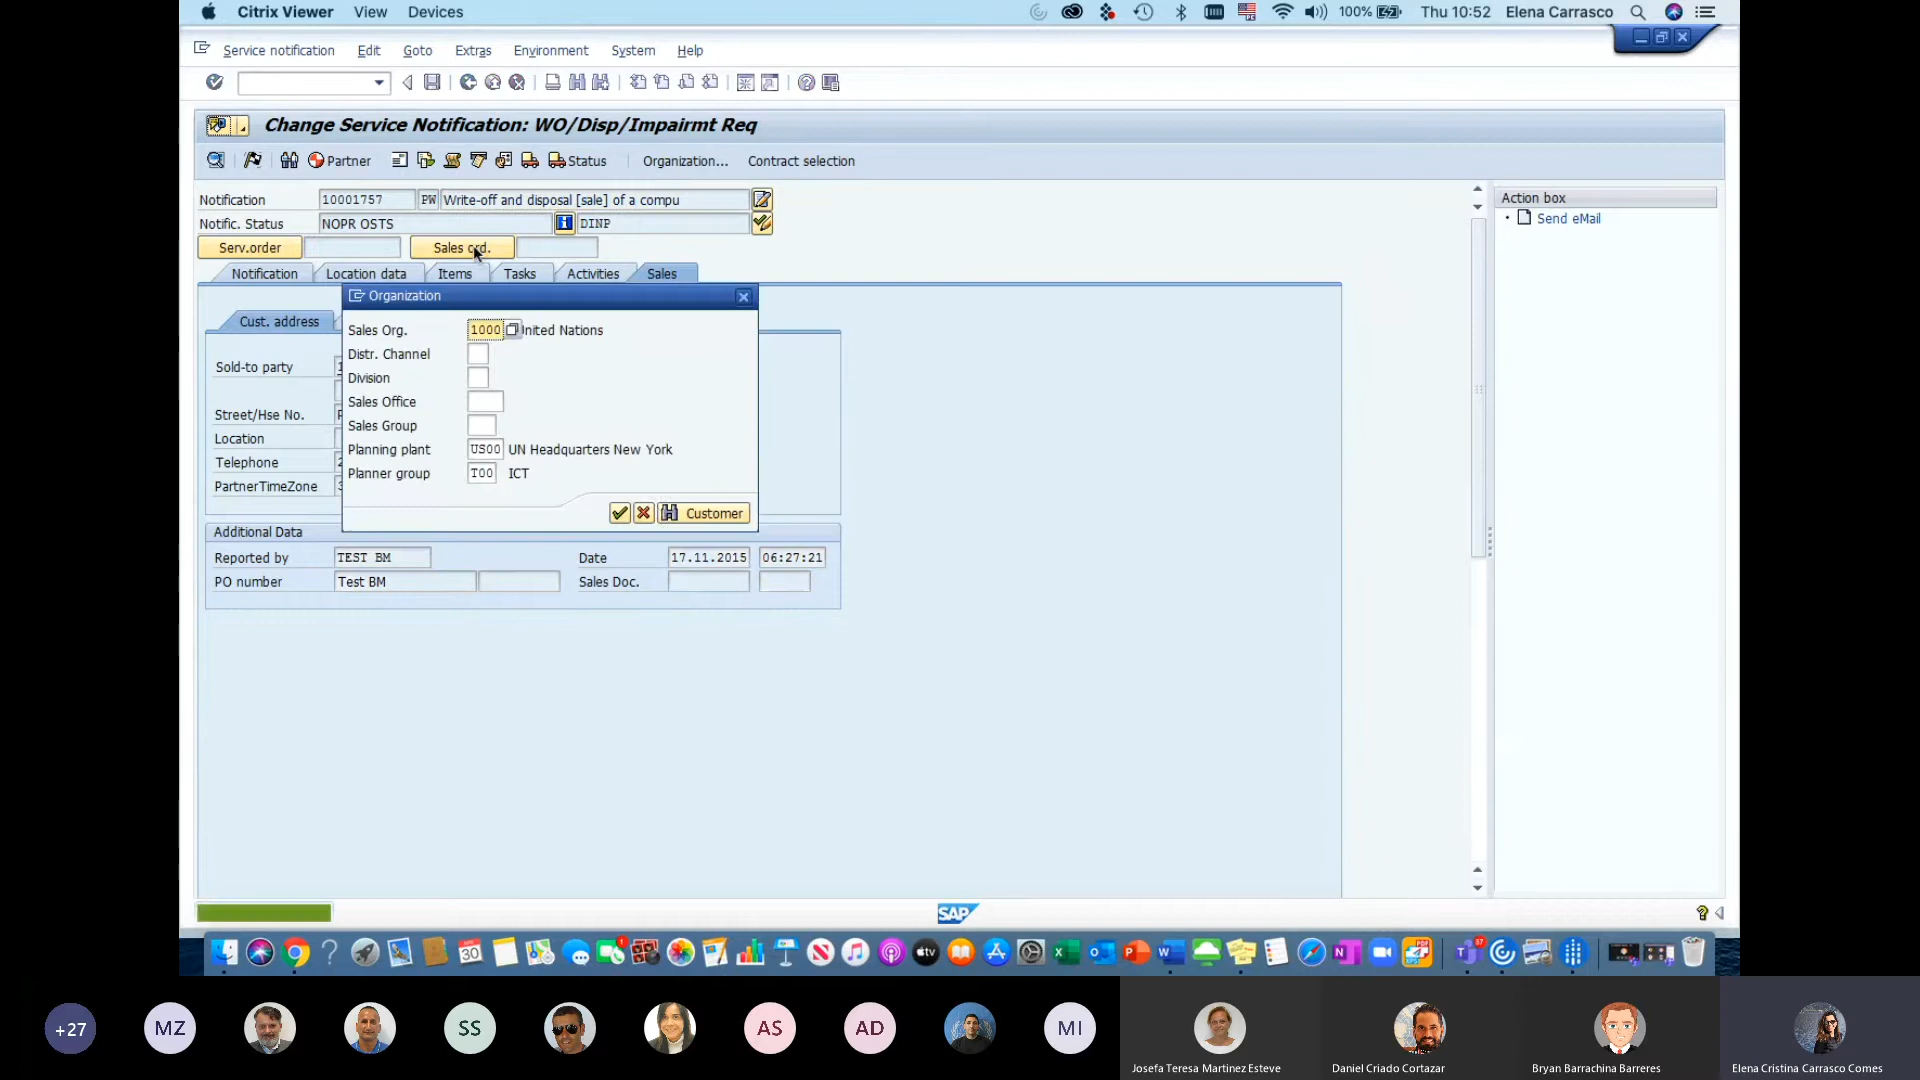 Citrix Viewer View Devices 100% Thu 10:52 Elena Carrasco
Service notification Edit Goto Extras Environment System Help
Change Service Notification: WO/Disp/Impairmt Req
Partner Status Organization... Contract selection
Notification 10001757 PW Write-off and disposal [sale] of a compu
Notific. Status NOPR OSTS DINP
Serv.order Sales ord.
Notification Location data Items Tasks Activities Sales
Action box
Send eMail
Organization
Sales Org. 1000 United Nations
Distr. Channel
Division
Sales Office
Sales Group
Planning plant US00 UN Headquarters New York
Planner group T00 ICT
Customer
Cust. address
Sold-to party
Street/Hse No.
Location
Telephone
PartnerTimeZone
Additional Data
Reported by TEST BM Date 17.11.2015 06:27:21
PO number Test BM Sales Doc.
SAP
+27 MZ SS AS AD MI
Josefa Teresa Martinez Esteve
Daniel Criado Cortazar
Bryan Barrachina Barreres
Elena Cristina Carrasco Comes